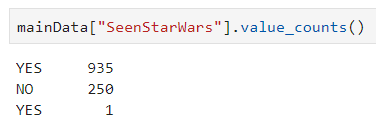 mainData["SeenStarWars"].value_counts()
YES 935
NO 250
YES 1